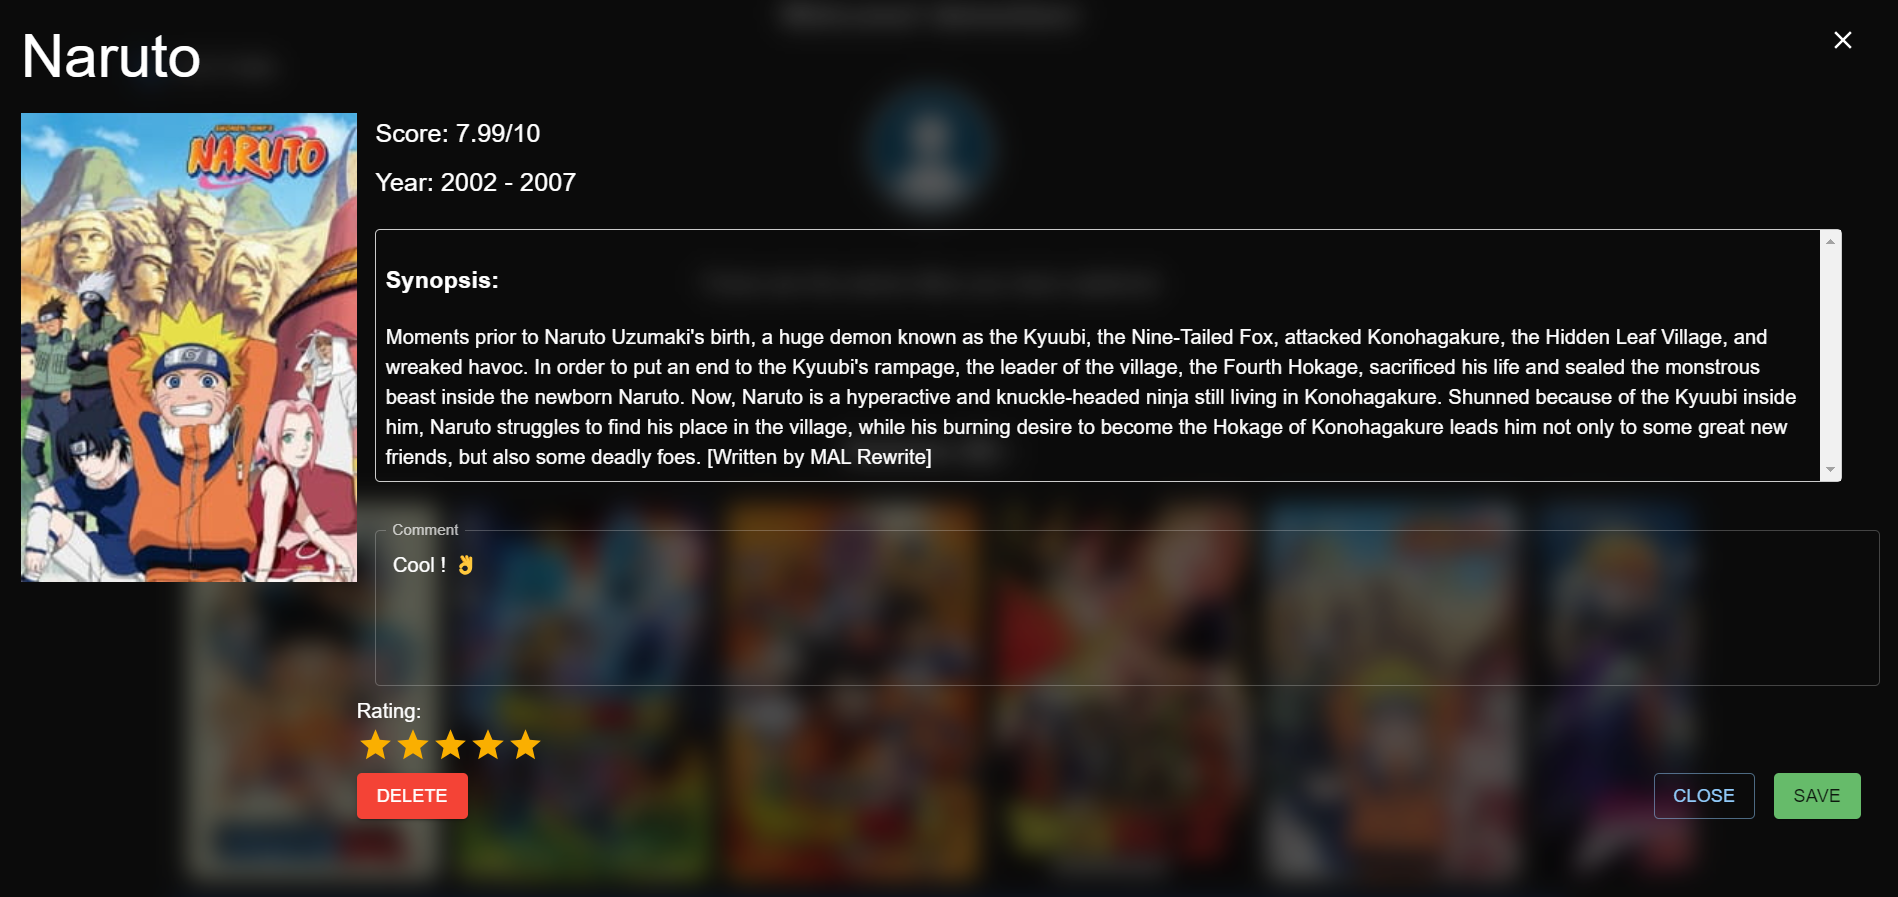 Naruto
SHONEN JUMP'S
NARUTO
Score: 7.99/10
Year: 2002 - 2007
Synopsis:
Moments prior to Naruto Uzumaki's birth, a huge demon known as the Kyuubi, the Nine-Tailed Fox, attacked Konohagakure, the Hidden Leaf Village, and
wreaked havoc. In order to put an end to the Kyuubi's rampage, the leader of the village, the Fourth Hokage, sacrificed his life and sealed the monstrous
beast inside the newborn Naruto. Now, Naruto is a hyperactive and knuckle-headed ninja still living in Konohagakure. Shunned because of the Kyuubi inside
him, Naruto struggles to find his place in the village, while his burning desire to become the Hokage of Konohagakure leads him not only to some great new
friends, but also some deadly foes. [Written by MAL Rewrite]
Comment
Cool ! 👌
Rating:
DELETE
CLOSE
SAVE